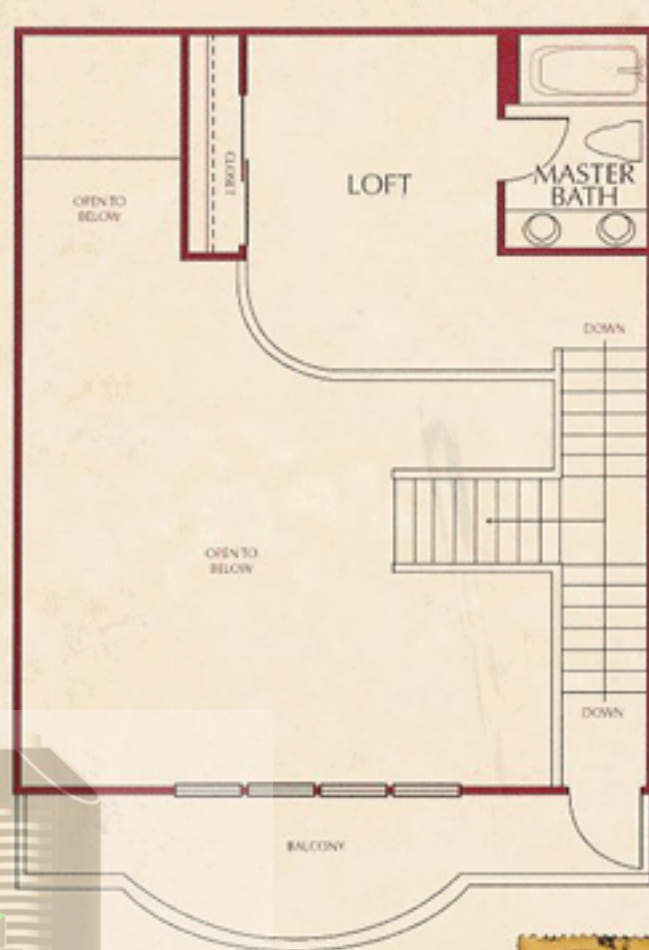 CLOSET
LOFT
MASTER
BATH
OPEN TO
BELOW
DOWN
OPEN TO
BELOW
DOWN
BALCONY